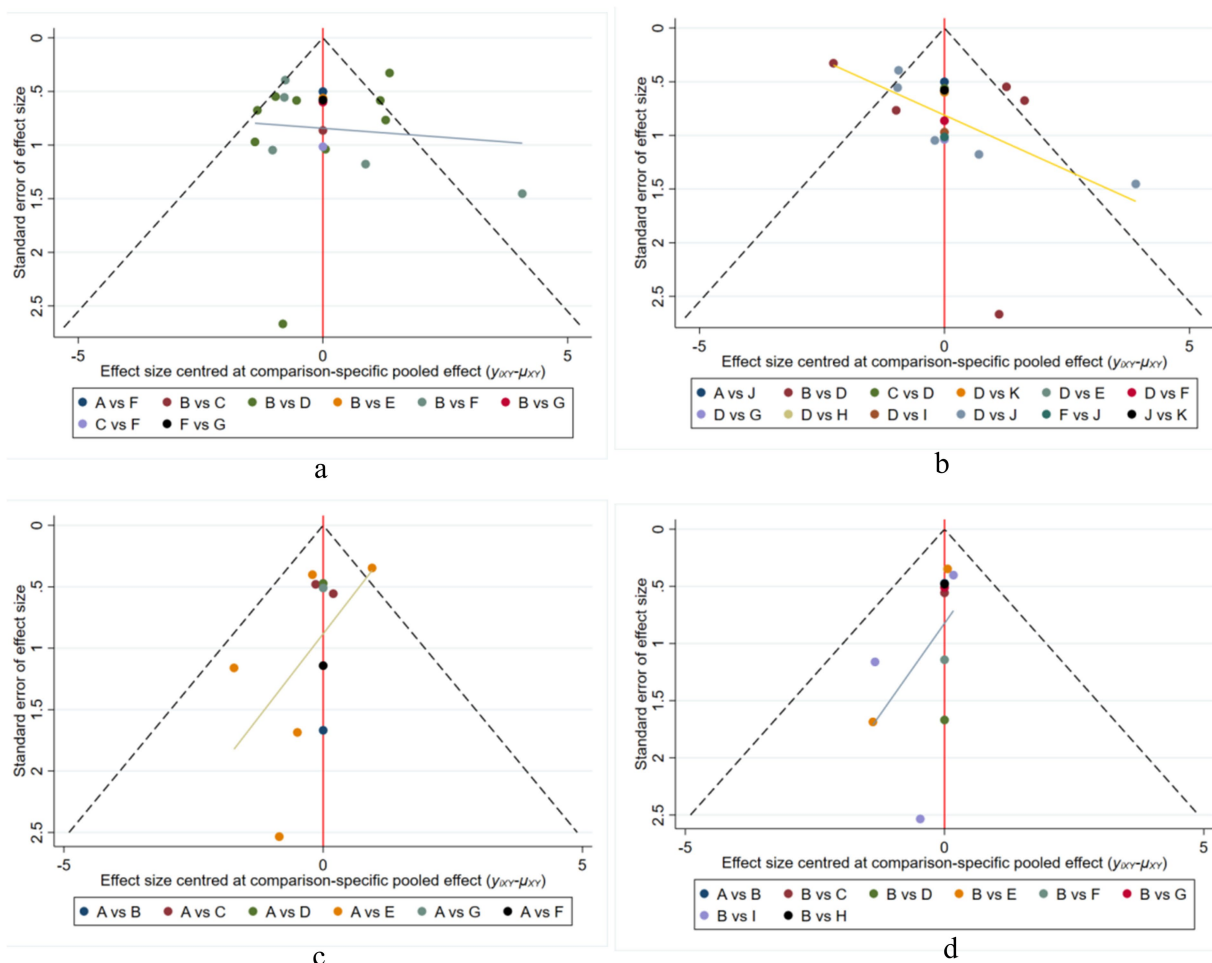 0
.5
1
1.5
2
2.5
Standard error of effect size
-5
0
5
Effect size centred at comparison-specific pooled effect (yiXY-μXY)
A vs F B vs C B vs D B vs E B vs F B vs G
C vs F F vs G
a
0
.5
1
1.5
2
2.5
Standard error of effect size
-5
0
5
Effect size centred at comparison-specific pooled effect (yiXY-μXY)
A vs J B vs D C vs D D vs K D vs E D vs F
D vs G D vs H D vs I D vs J F vs J J vs K
b
0
.5
1
1.5
2
2.5
Standard error of effect size
-5
0
5
Effect size centred at comparison-specific pooled effect (yiXY-μXY)
A vs B A vs C A vs D A vs E A vs G A vs F
c
0
.5
1
1.5
2
2.5
Standard error of effect size
-5
0
5
Effect size centred at comparison-specific pooled effect (yiXY-μXY)
A vs B B vs C B vs D B vs E B vs F B vs G
B vs I B vs H
d